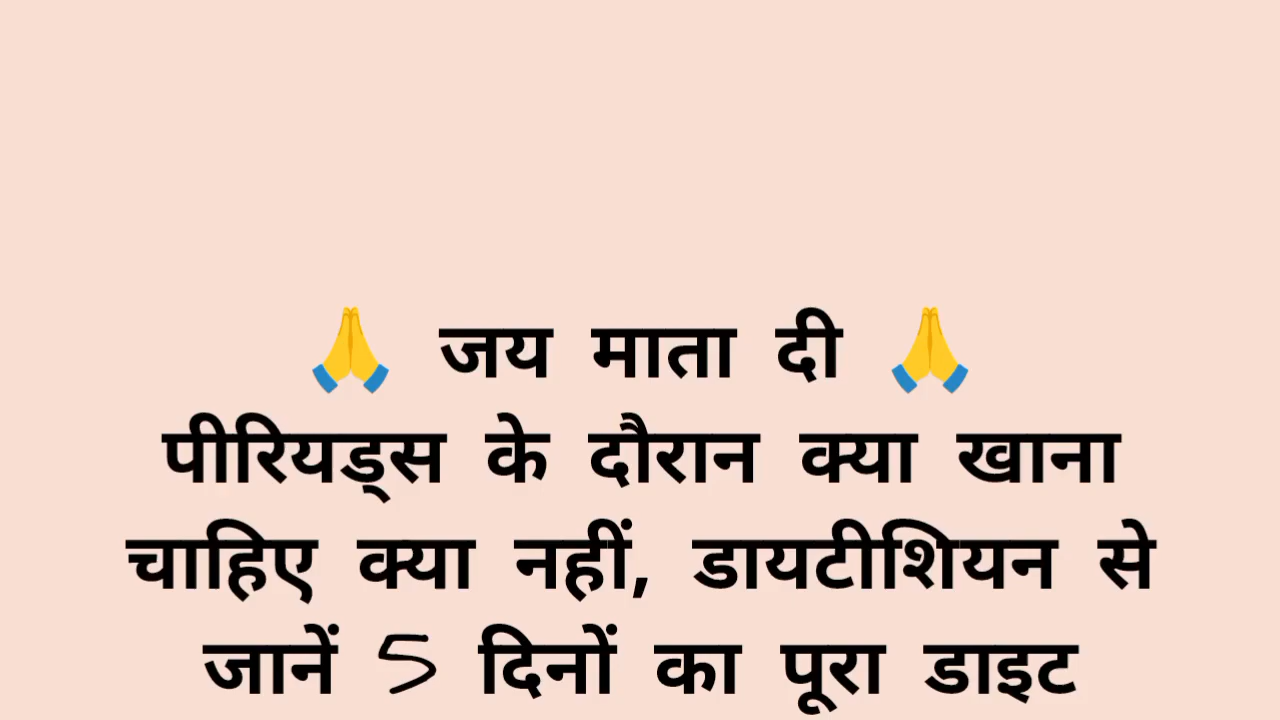 🙏 जय माता दी 🙏
पीरियड्स के दौरान क्या खाना
चाहिए क्या नहीं, डायटीशियन से
जानें 5 दिनों का पूरा डाइट